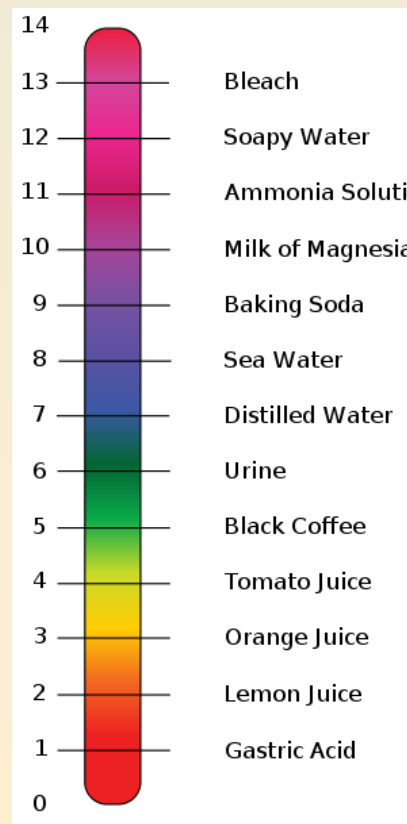 14
13 Bleach
12 Soapy Water
11 Ammonia Soluti
10 Milk of Magnesia
9 Baking Soda
8 Sea Water
7 Distilled Water
6 Urine
5 Black Coffee
4 Tomato Juice
3 Orange Juice
2 Lemon Juice
1 Gastric Acid
0